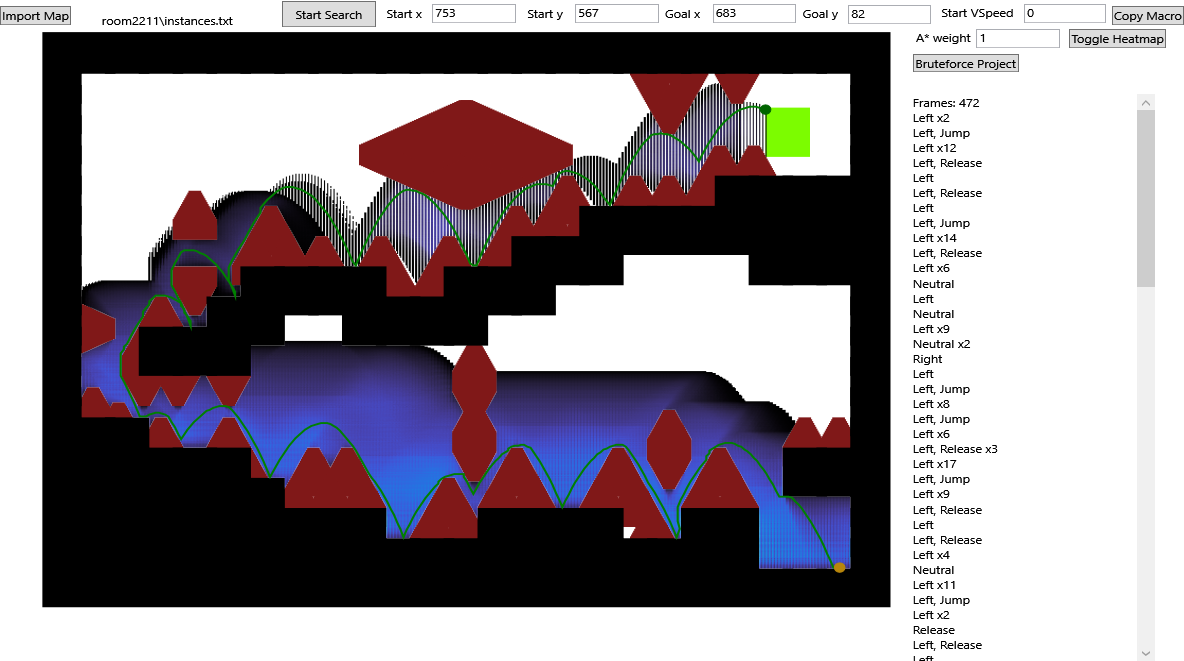 Import Map
room2211\instances.txt
Start Search
Start x 753
Start y 567
Goal x 683
Goal y 82
Start VSpeed 0
Copy Macro
A* weight 1
Toggle Heatmap
Bruteforce Project
Frames: 472
Left x2
Left, Jump
Left x12
Left, Release
Left
Left, Release
Left
Left, Jump
Left x14
Left, Release
Left x6
Neutral
Left
Neutral
Left x9
Neutral x2
Right
Left
Left, Jump
Left x8
Left, Jump
Left x6
Left, Release x3
Left x17
Left, Jump
Left x9
Left, Release
Left
Left, Release
Left x4
Neutral
Left x11
Left, Jump
Left x2
Release
Left, Release
Left